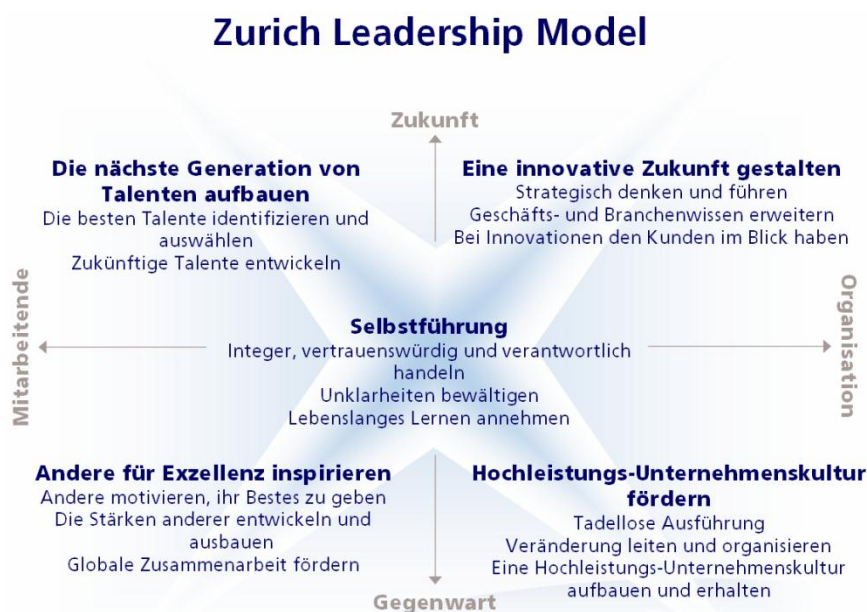 Zurich Leadership Model
Zukunft
Die nächste Generation von
Talenten aufbauen
Die besten Talente identifizieren und
auswählen
Zukünftige Talente entwickeln
Eine innovative Zukunft gestalten
Strategisch denken und führen
Geschäfts- und Branchenwissen erweitern
Bei Innovationen den Kunden im Blick haben
Mitarbeitende
Selbstführung
Integer, vertrauenswürdig und verantwortlich
handeln
Unklarheiten bewältigen
Lebenslanges Lernen annehmen
Organisation
Andere für Exzellenz inspirieren
Andere motivieren, ihr Bestes zu geben
Die Stärken anderer entwickeln und
ausbauen
Globale Zusammenarbeit fördern
Hochleistungs-Unternehmenskultur
fördern
Tadellose Ausführung
Veränderung leiten und organisieren
Eine Hochleistungs-Unternehmenskultur
aufbauen und erhalten
Gegenwart